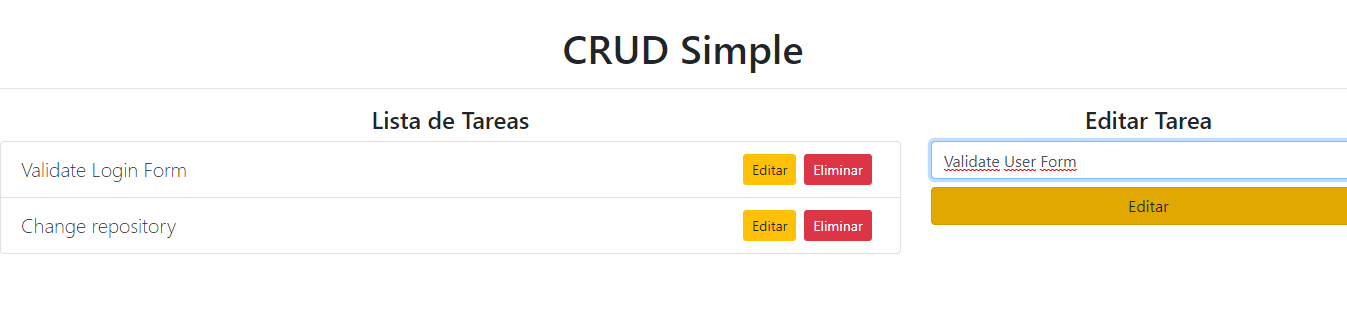 CRUD Simple
Lista de Tareas
Validate Login Form
Editar
Eliminar
Change repository
Editar
Eliminar
Editar Tarea
Validate User Form
Editar